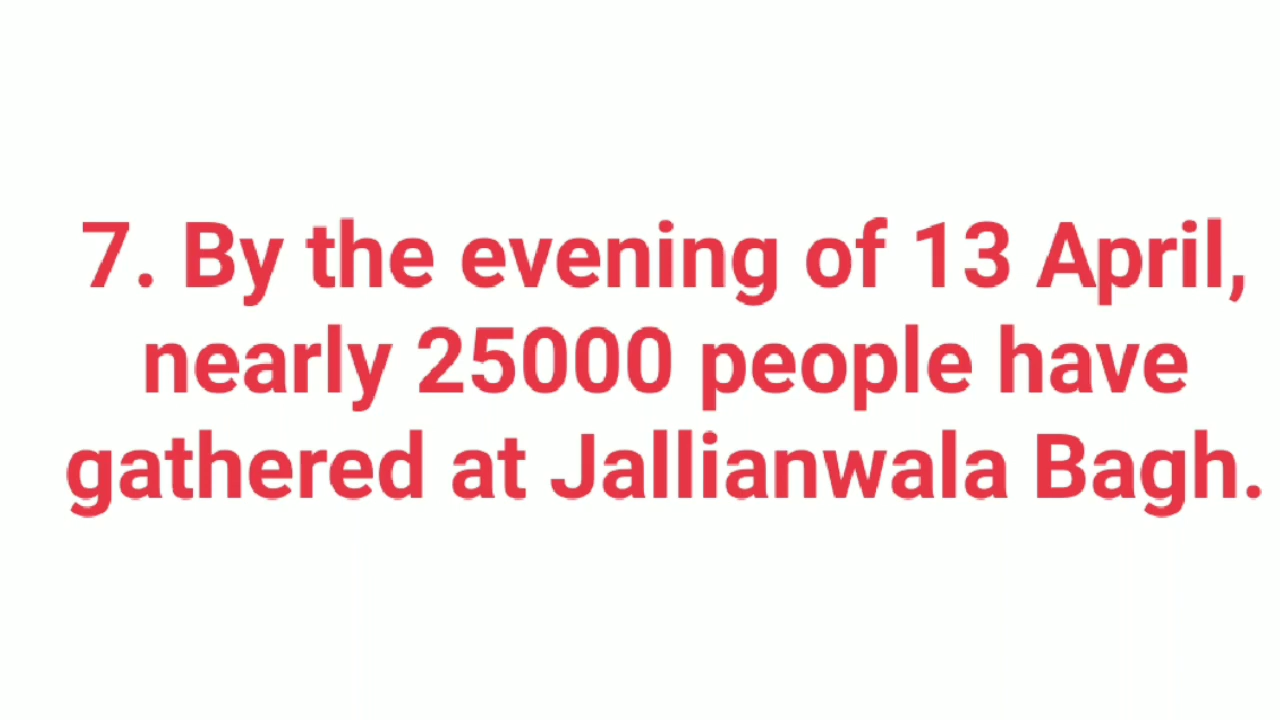 7. By the evening of 13 April,
nearly 25000 people have
gathered at Jallianwala Bagh.